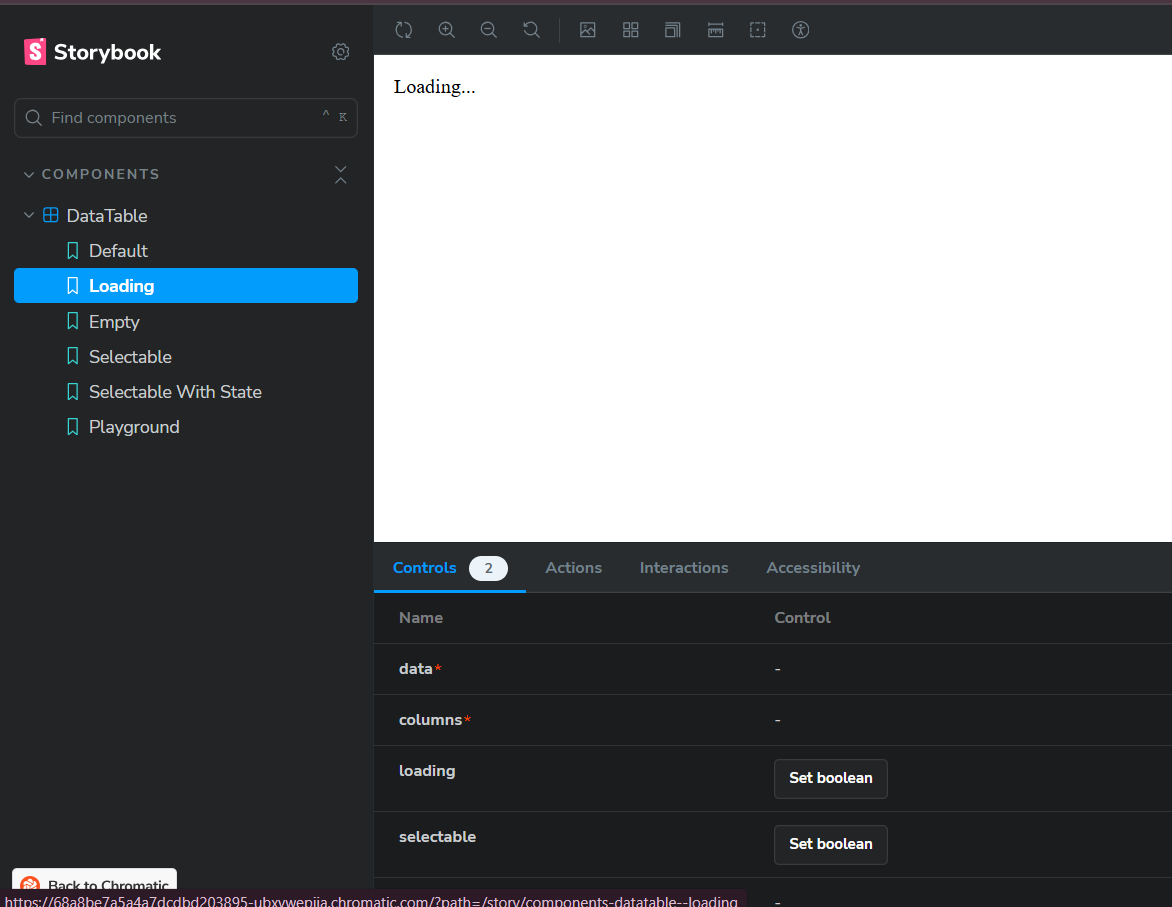 Storybook
Find components
^ K
COMPONENTS
DataTable
Default
Loading
Empty
Selectable
Selectable With State
Playground
Back to Chromatic
https://68a8be7a5a4a7dcdbd203895-ubxywepjja.chromatic.com/?path=/story/components-datatable--loading
Loading...
Controls 2 Actions Interactions Accessibility
Name Control
data* -
columns* -
loading Set boolean
selectable Set boolean
-